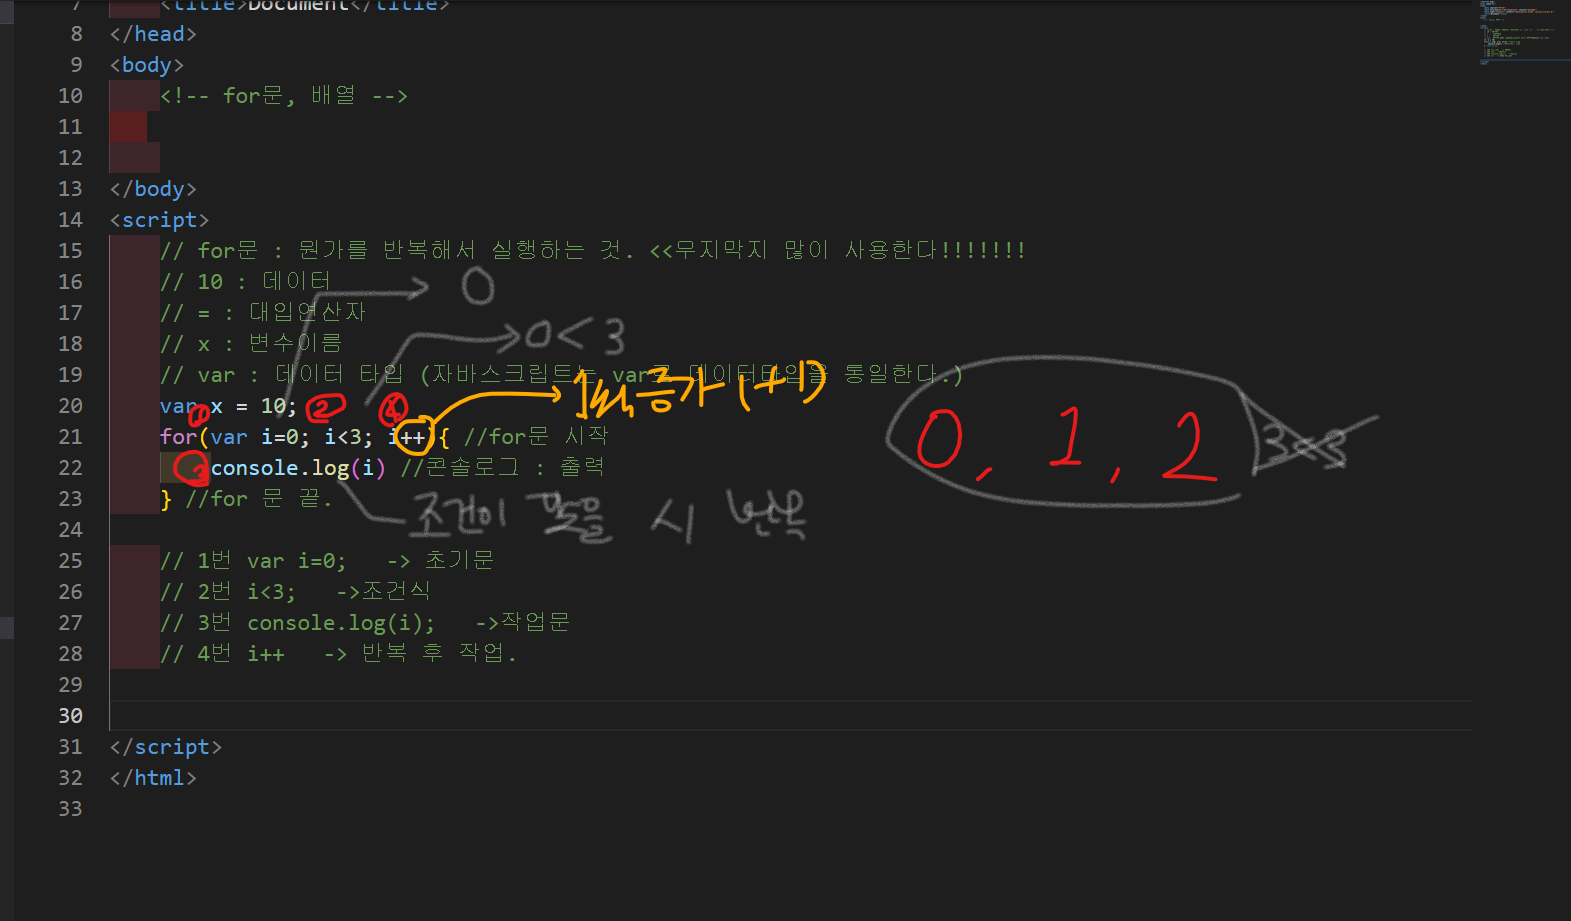 7 <title>Document</title>
8 </head>
9 <body>
10 <!-- for문, 배열 -->
11
12
13 </body>
14 <script>
15 // for문 : 뭔가를 반복해서 실행하는 것. <<무지막지 많이 사용한다!!!!!!!
16 // 10 : 데이터
0
17 // = : 대입연산자
18 // x : 변수이름
0<3
19 // var : 데이터 타입 (자바스크립트는 var로 데이터타입을 통일한다.)
1씩 증가 (+1)
20 var x = 10;
1 2 4
21 for(var i=0; i<3; i++){ //for문 시작
0, 1, 2
3<3
22 console.log(i) //콘솔로그 : 출력
3
23 } //for 문 끝.
조건이 맞을 시 반복
24
25 // 1번 var i=0; -> 초기문
26 // 2번 i<3; ->조건식
27 // 3번 console.log(i); ->작업문
28 // 4번 i++ -> 반복 후 작업.
29
30
31 </script>
32 </html>
33